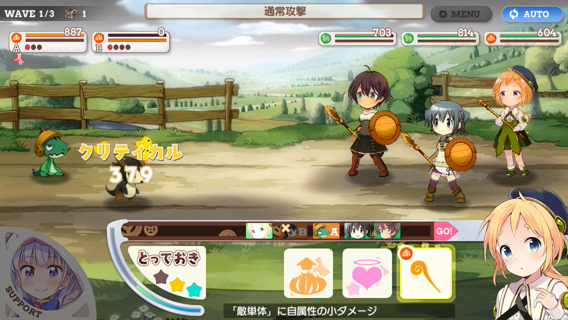 WAVE 1/3
1
通常攻撃
MENU
AUTO
887
A
0
B
703
814
604
クリティカル
379
B
A
GO!
とっておき
SUPPORT
「敵単体」に自属性の小ダメージ